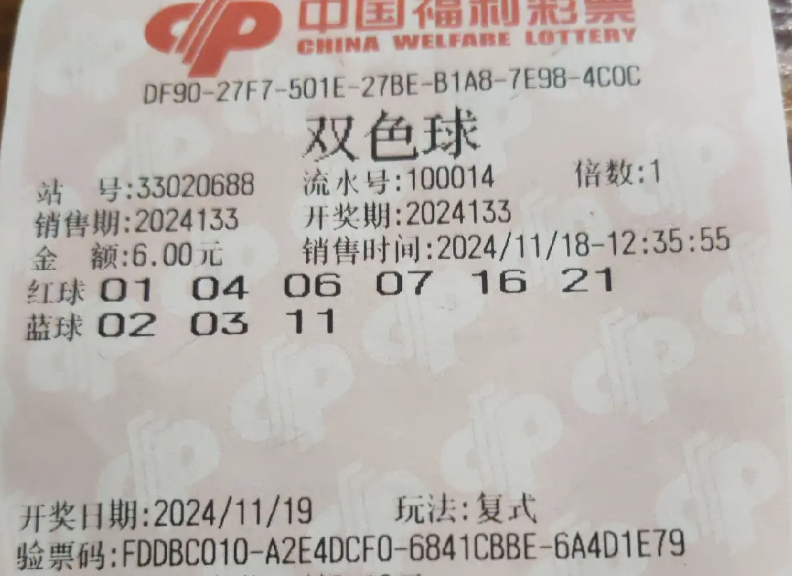 中国福利彩票
CHINA WELFARE LOTTERY
DF90-27F7-501E-27BE-B1A8-7E98-4C0C
双色球
站 号:33020688 流水号:100014 倍数:1
销售期:2024133 开奖期:2024133
金 额:6.00元 销售时间:2024/11/18-12:35:55
红球 01 04 06 07 16 21
蓝球 02 03 11
开奖日期:2024/11/19 玩法:复式
验票码:FDDBC010-A2E4DCF0-6841CBBE-6A4D1E79